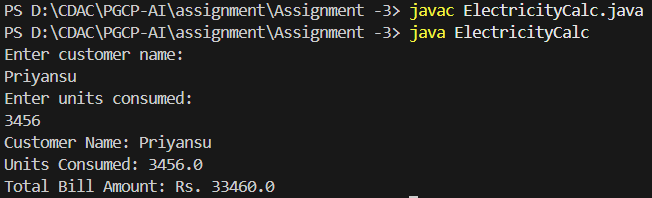 PS D:\CDAC\PGCP-AI\assignment\Assignment -3> javac ElectricityCalc.java
PS D:\CDAC\PGCP-AI\assignment\Assignment -3> java ElectricityCalc
Enter customer name:
Priyansu
Enter units consumed:
3456
Customer Name: Priyansu
Units Consumed: 3456.0
Total Bill Amount: Rs. 33460.0